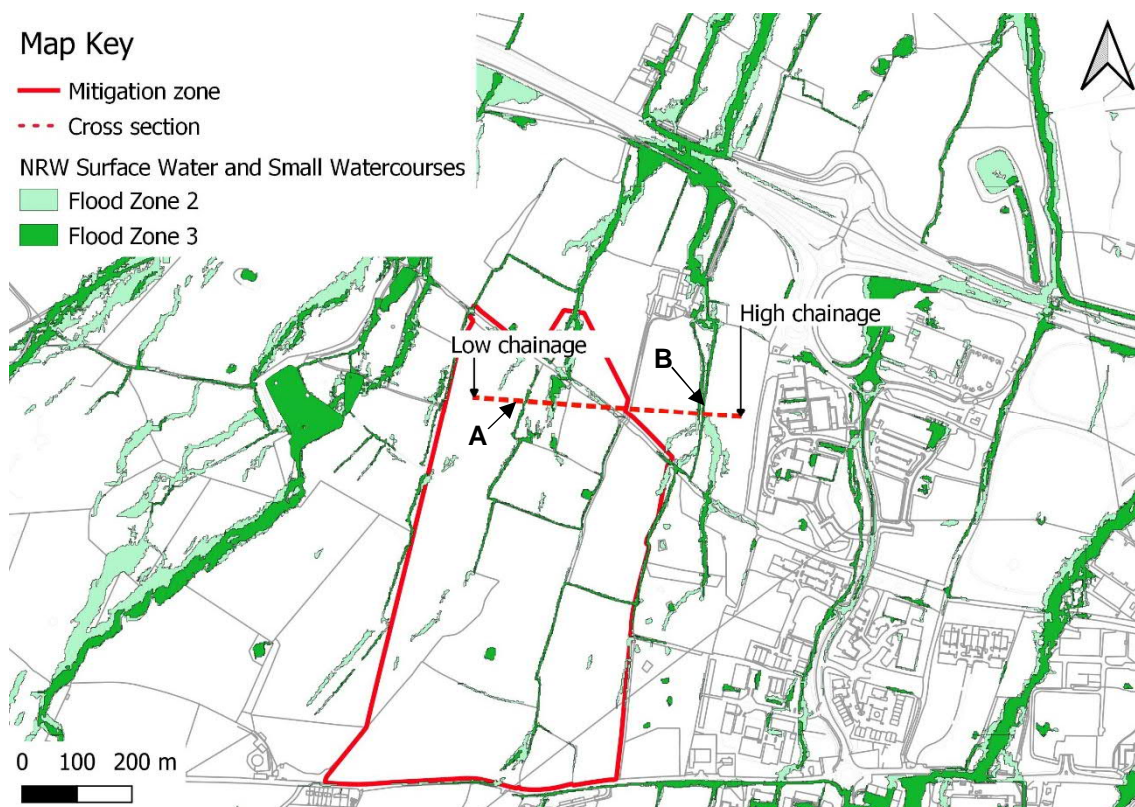 Map Key
Mitigation zone
Cross section
NRW Surface Water and Small Watercourses
Flood Zone 2
Flood Zone 3
High chainage
Low chainage
B
A
0 100 200 m